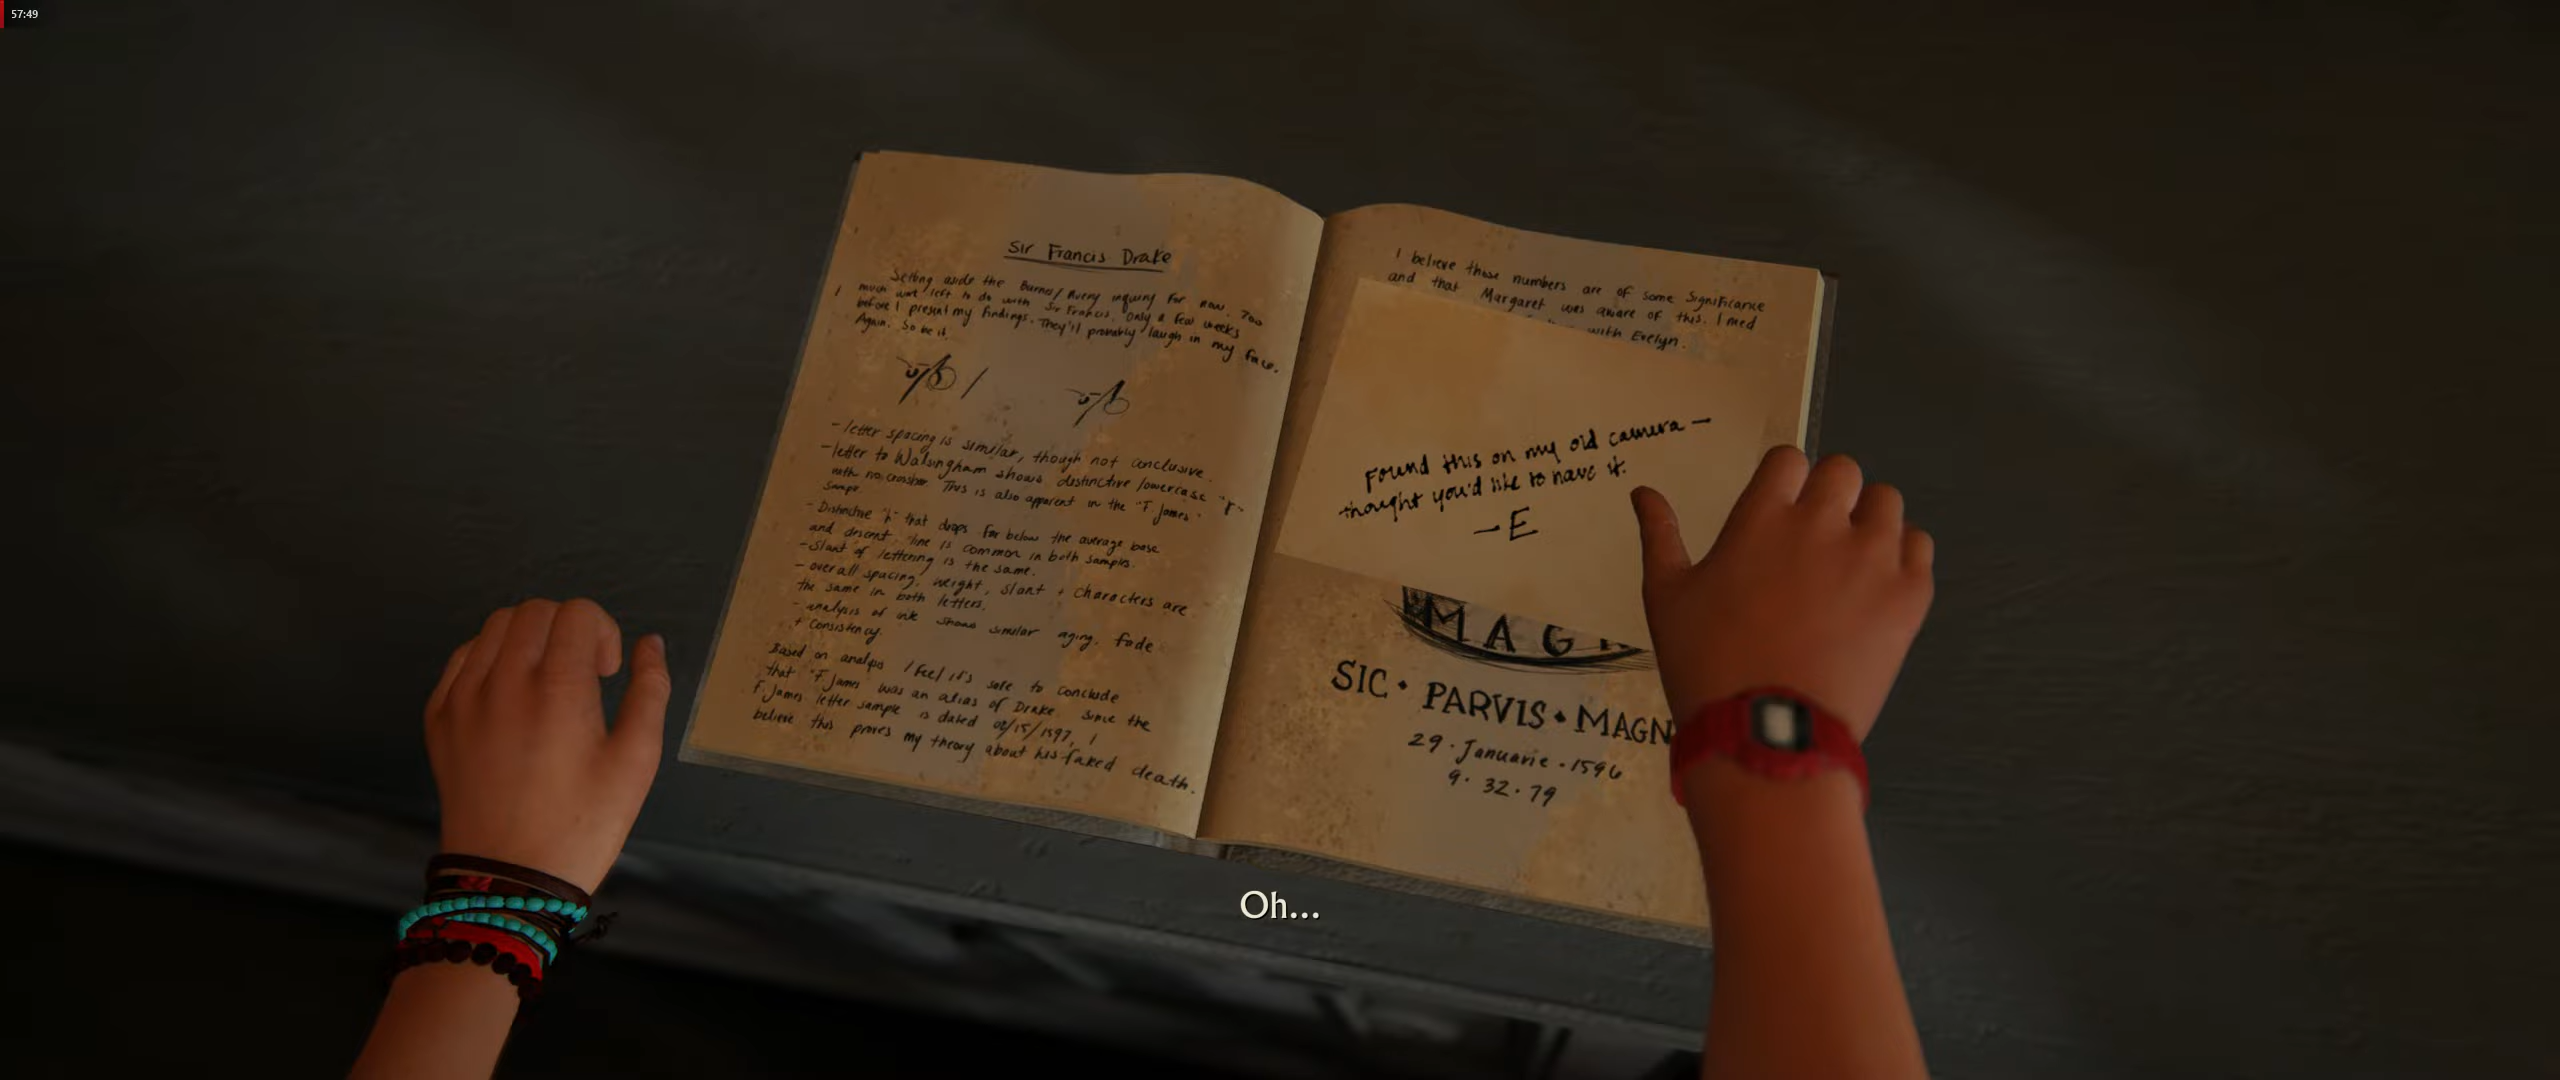 57:49
Sir Francis Drake
Setting aside the Burnes/Avery inquiry for now. Too
much work left to do with Sir Francis. Only a few weeks
before I present my findings. They'll probably laugh in my face.
Again. So be it.
- letter spacing is similar, though not conclusive.
- letter to Walsingham shows distinctive lowercase "t"
with no crossbar. This is also apparent in the "F. James"
sample.
- Distinctive "h" that drops far below the average base
and descent line is common in both samples.
- Slant of lettering is the same.
- overall spacing, weight, slant + characters are
the same in both letters.
- analysis of ink shows similar aging, fade
+ consistency.
Based on analysis I feel it's safe to conclude
that "F. James was an alias of Drake. Since the
F. James letter sample is dated 02/15/1597, I
believe this proves my theory about his faked death.
I believe those numbers are of some significance
and that Margaret was aware of this. I need
with Evelyn.
Found this on my old camera —
thought you'd like to have it.
— E
MAG
SIC • PARVIS • MAGN
29 · Januarie · 1596
9 · 32 · 79
Oh...